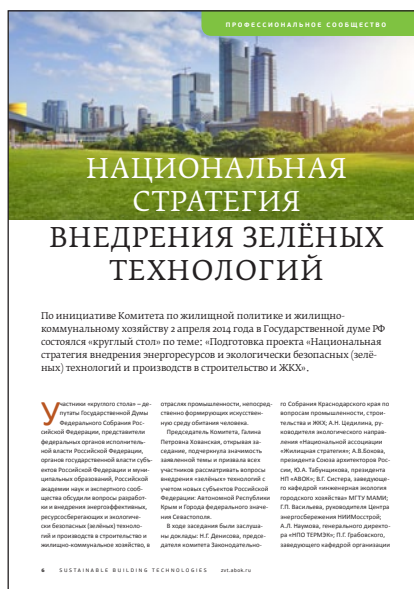 ПРОФЕССИОНАЛЬНОЕ СООБЩЕСТВО
НАЦИОНАЛЬНАЯ
СТРАТЕГИЯ
ВНЕДРЕНИЯ ЗЕЛЁНЫХ
ТЕХНОЛОГИЙ
По инициативе Комитета по жилищной политике и жилищно-
коммунальному хозяйству 2 апреля 2014 года в Государственной думе РФ
состоялся «круглый стол» по теме: «Подготовка проекта «Национальная
стратегия внедрения энергоресурсов и экологически безопасных (зелё-
ных) технологий и производств в строительстве и ЖКХ».
Участники «круглого стола» – де-
путаты Государственной Думы
Федерального Собрания Рос-
сийской Федерации, представители
федеральных органов исполнитель-
ной власти Российской Федерации,
органов государственной власти субъ-
ектов Российской Федерации и муни-
ципальных образований, Российской
академии наук и экспертного сооб-
щества обсудили вопросы разработ-
ки и внедрения энергоэффективных,
ресурсосберегающих и экологиче-
ски безопасных (зелёных) техноло-
гий и производств в строительство и
жилищно-коммунальное хозяйство, в
отраслях промышленности, непосред-
ственно формирующих искусствен-
ную среду обитания человека.
Председатель Комитета, Галина
Петровна Хованская, открывая за-
седание, подчеркнула значимость
заявленной темы и призвала всех
участников рассматривать вопросы
внедрения «зелёных» технологий с
учетом новых субъектов Российской
Федерации: Автономной Республики
Крым и Города федерального значе-
ния Севастополя.
В ходе заседания были заслуша-
ны доклады: Н.Г. Денисова, предсе-
дателя комитета Законодательно-
го Собрания Краснодарского края по
вопросам промышленности, строи-
тельства и ЖКХ; А.Н. Цедилина, ру-
ководителя экологического направ-
ления «Национальной ассоциации
«Жилищная стратегия»; А.В.Бокова,
президента Союза архитекторов Рос-
сии, Ю.А. Табунщикова, президента
НП «АВОК»; В.Г. Систера, заведующе-
го кафедрой «инженерная экология
городского хозяйства» МГТУ МАМИ;
Г.П. Васильева, руководителя Центра
энергосбережения НИИМосстрой;
А.Л. Наумова, генерального директо-
ра «НПО ТЕРМЭК»; П.Г. Грабовского,
заведующего кафедрой организации
6 SUSTAINABLE BUILDING TECHNOLOGIES zvt.abok.ru